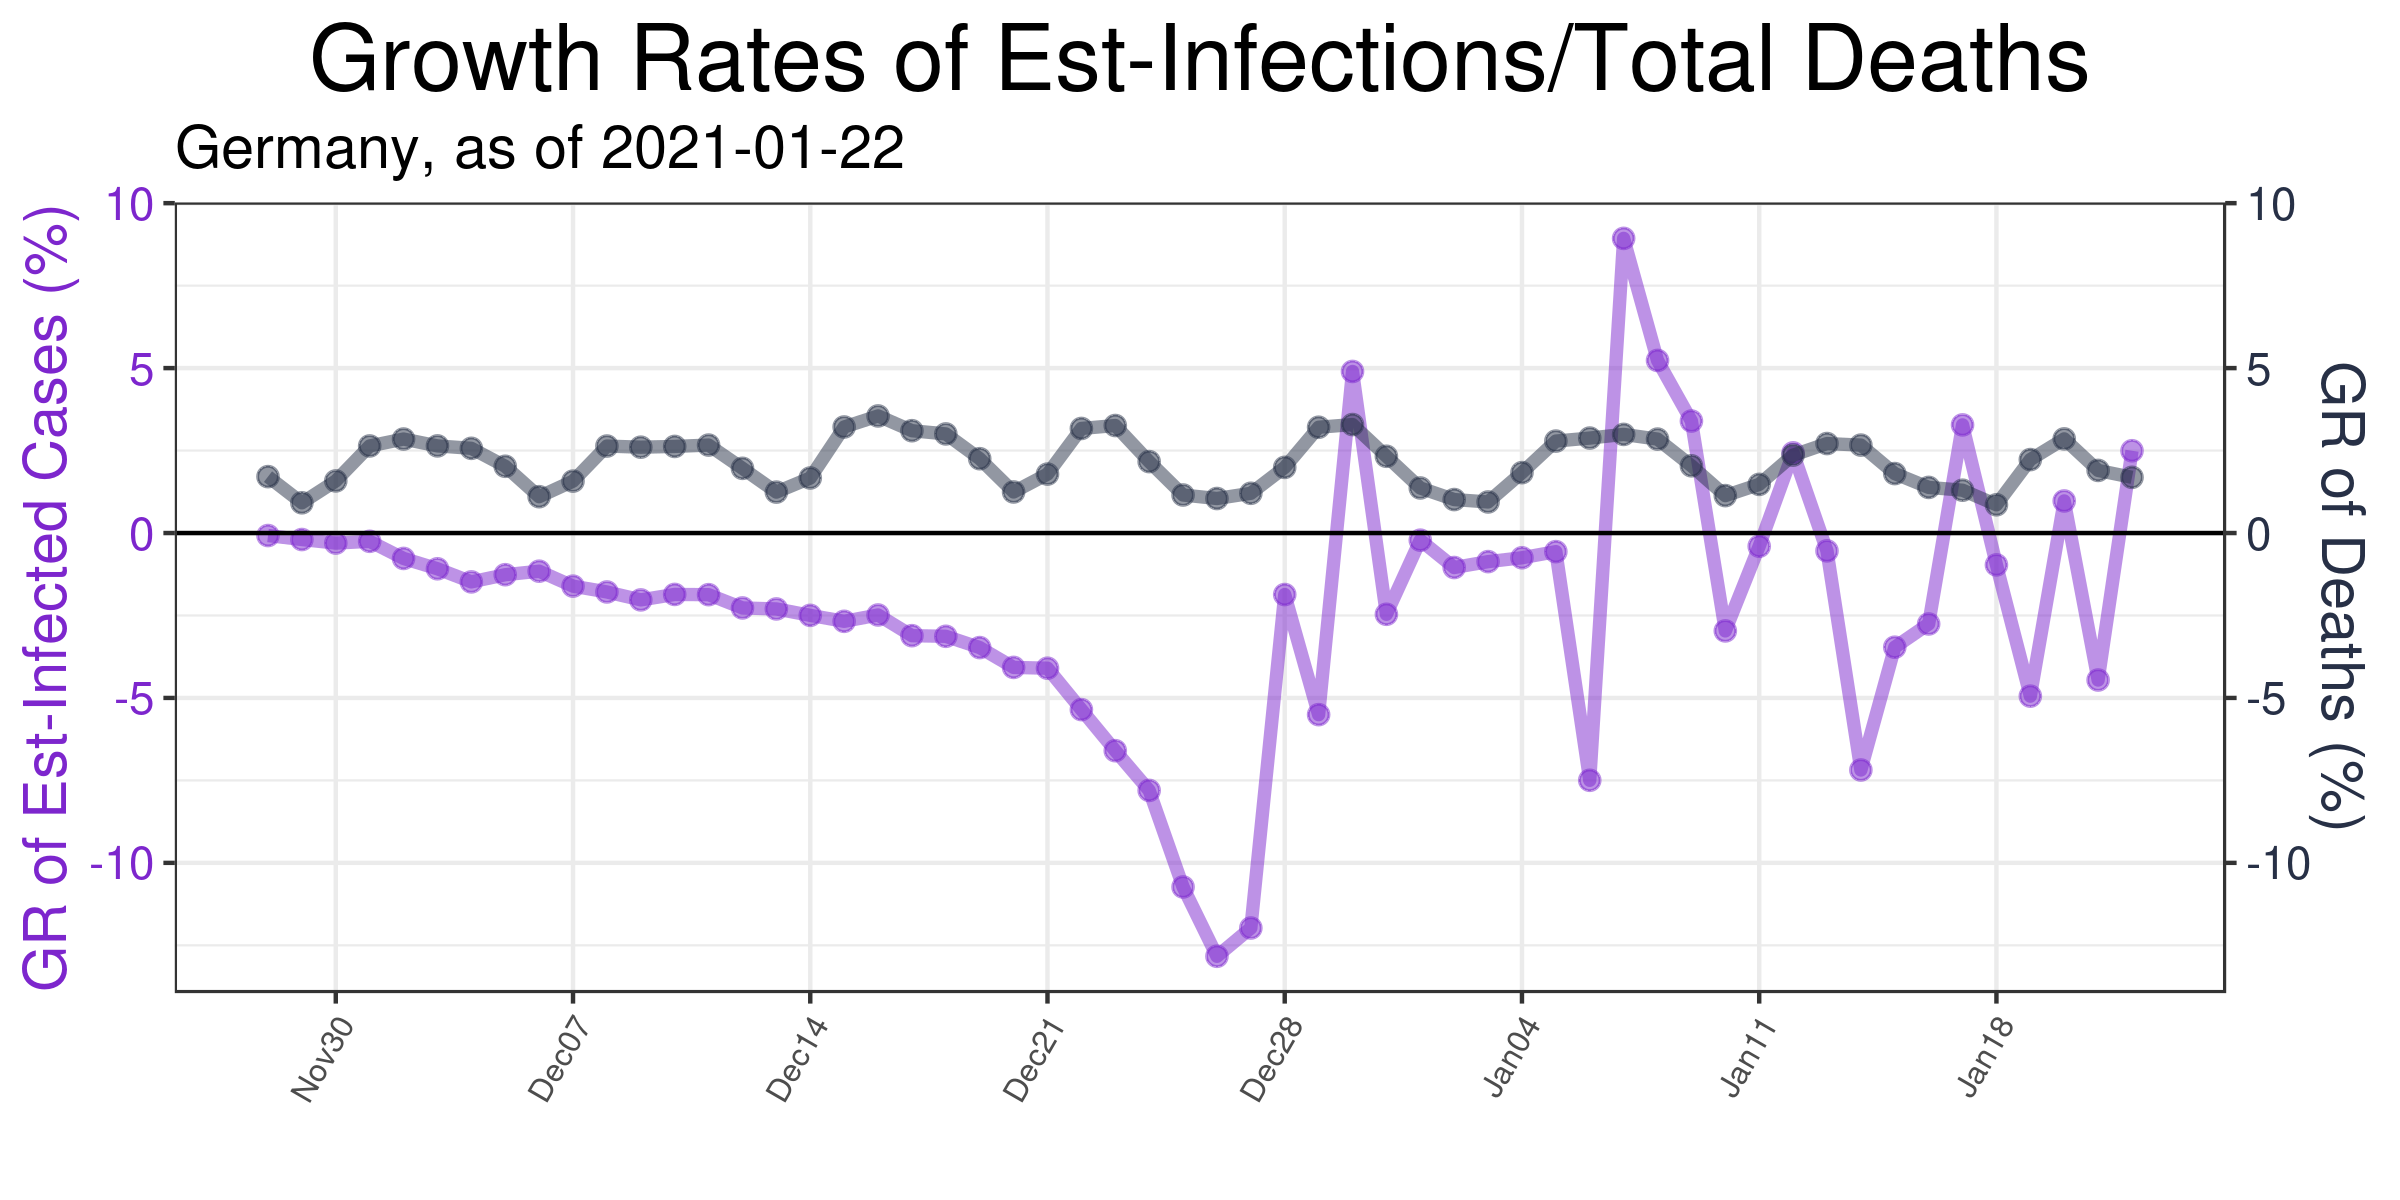 Growth Rates of Est-Infections/Total Deaths
Germany, as of 2021-01-22
GR of Est-Infected Cases (%)
10
5
0
-5
-10
10
5
0
-5
-10
GR of Deaths (%)
Nov30
Dec07
Dec14
Dec21
Dec28
Jan04
Jan11
Jan18